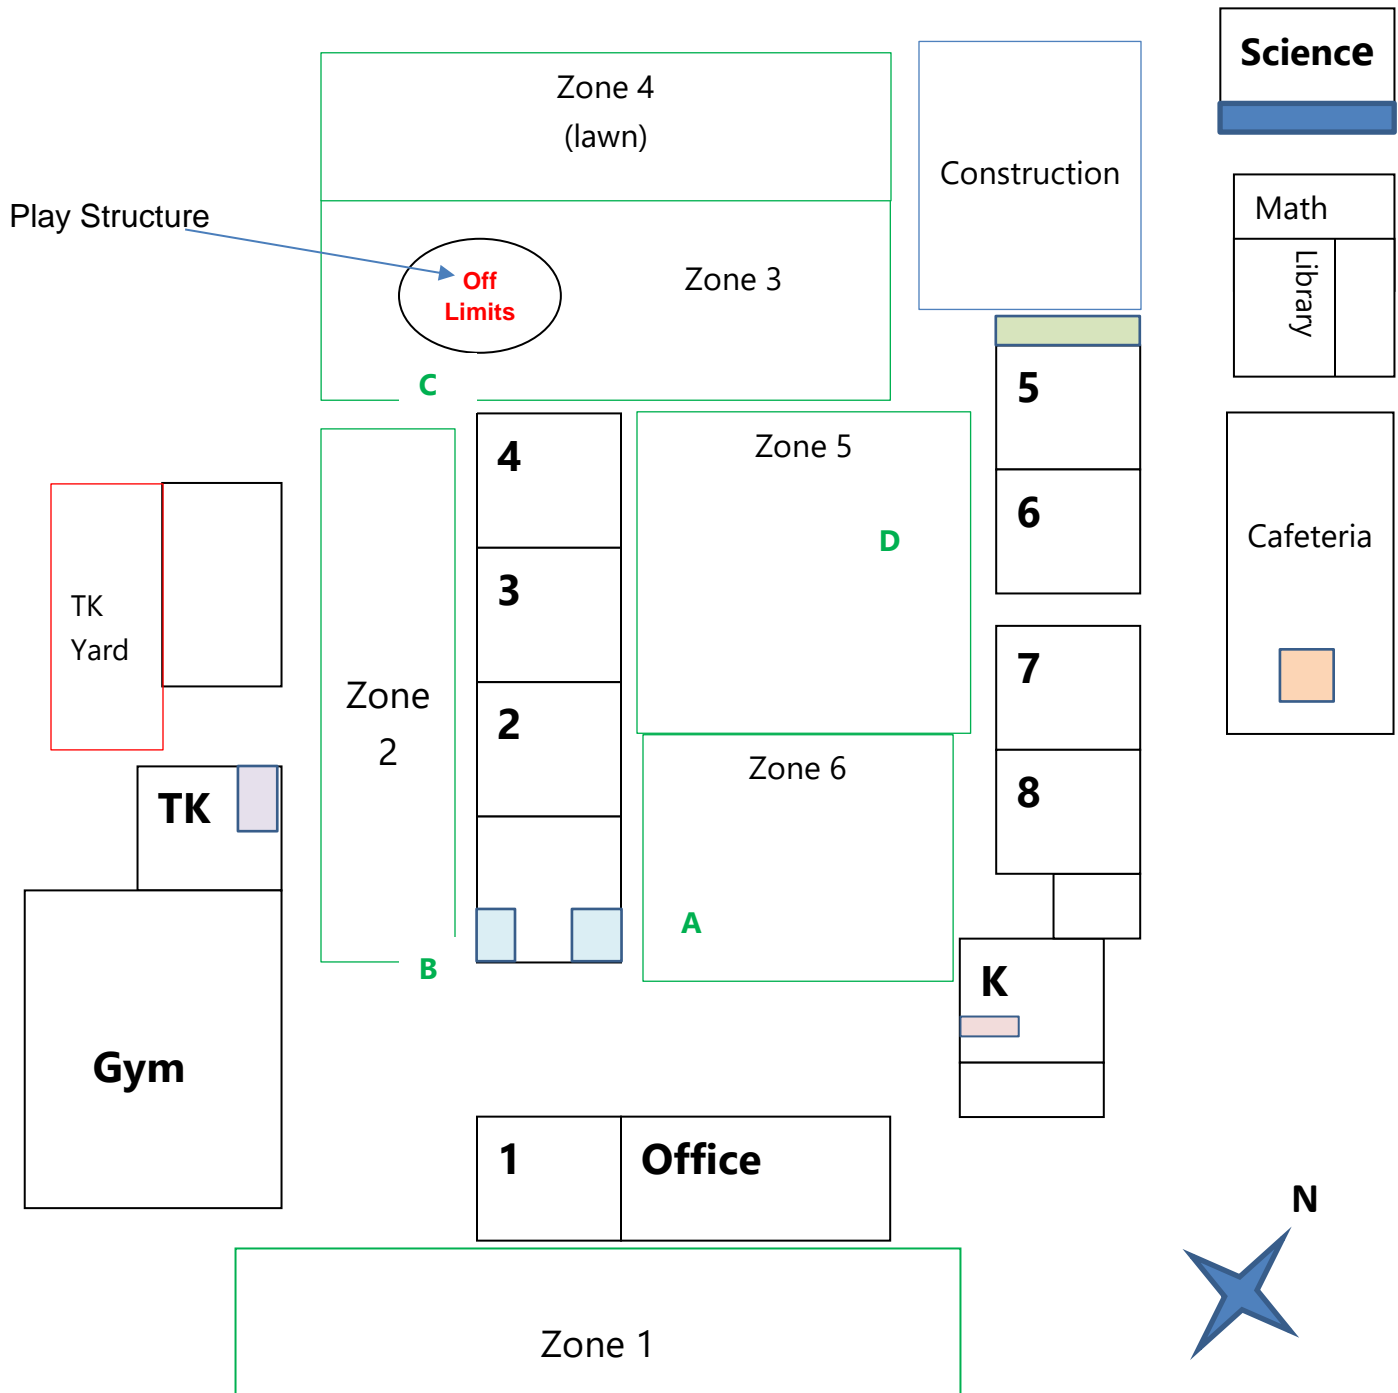 Science
Zone 4
(lawn)
Construction
Play Structure
Math
Off
Limits
Zone 3
Library
C
5
4
Zone 5
6
D
Cafeteria
3
TK
Yard
7
Zone
2
2
Zone 6
8
TK
A
B
K
Gym
1
Office
N
Zone 1